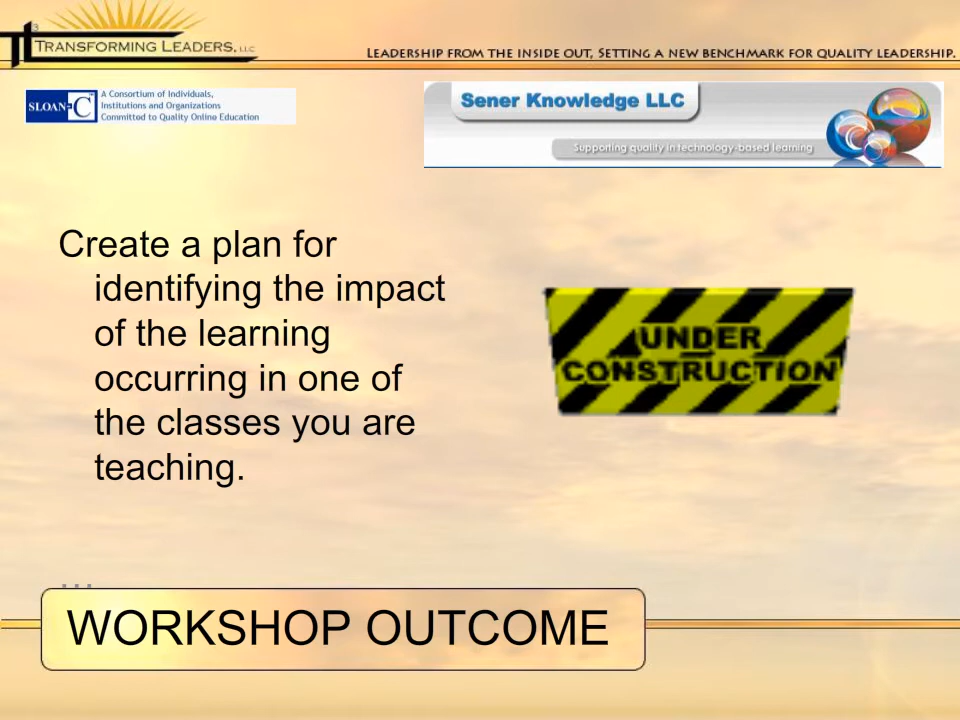 3
TL
TRANSFORMING LEADERS, LLC
LEADERSHIP FROM THE INSIDE OUT, SETTING A NEW BENCHMARK FOR QUALITY LEADERSHIP.
SLOAN-C™
A Consortium of Individuals,
Institutions and Organizations
Committed to Quality Online Education
Sener Knowledge LLC
Supporting quality in technology-based learning
Create a plan for
identifying the impact
of the learning
occurring in one of
the classes you are
teaching.
UNDER
CONSTRUCTION
...
WORKSHOP OUTCOME